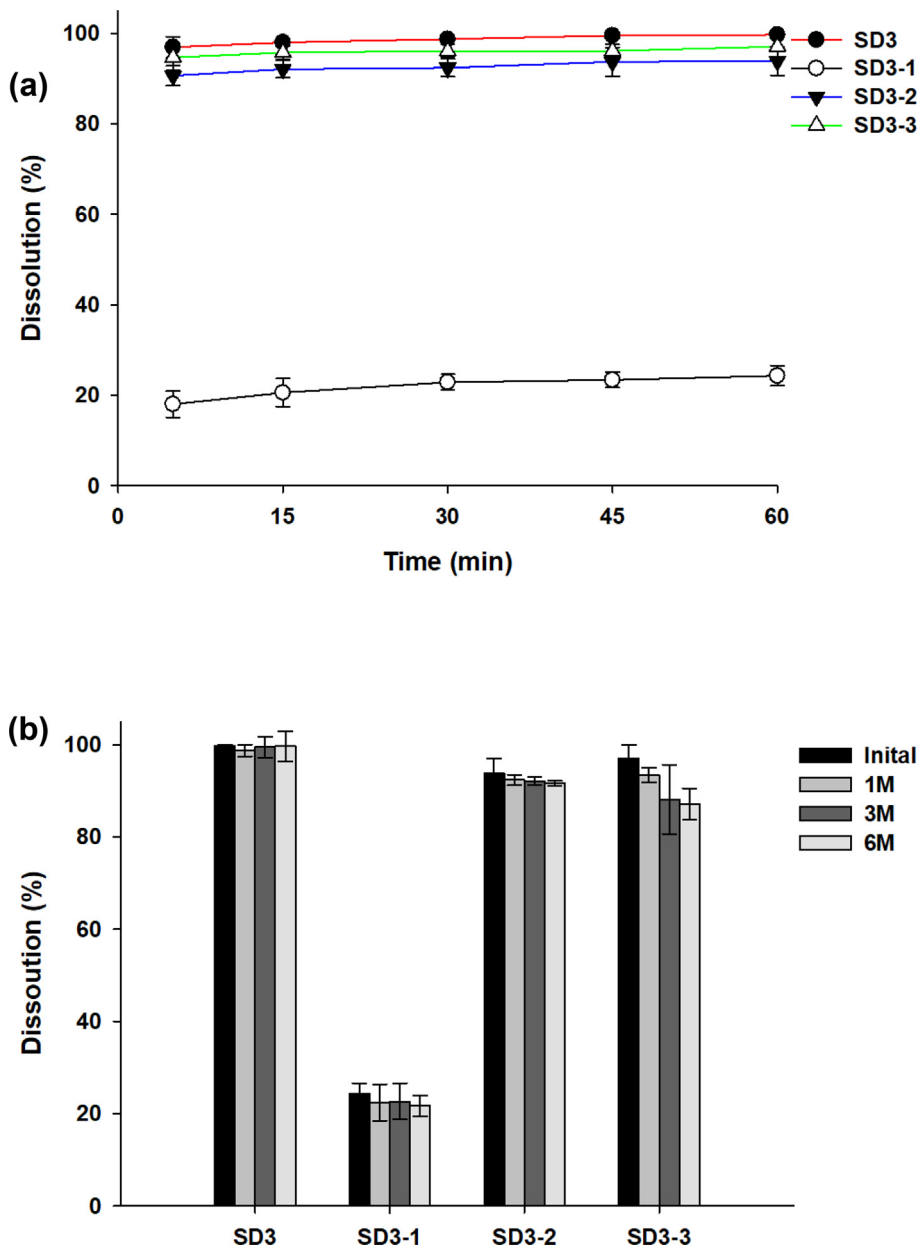 (a)
Dissolution (%)
100
80
60
40
20
0
0 15 30 45 60
Time (min)
SD3
SD3-1
SD3-2
SD3-3
(b)
Dissoution (%)
100
80
60
40
20
0
SD3 SD3-1 SD3-2 SD3-3
Inital
1M
3M
6M